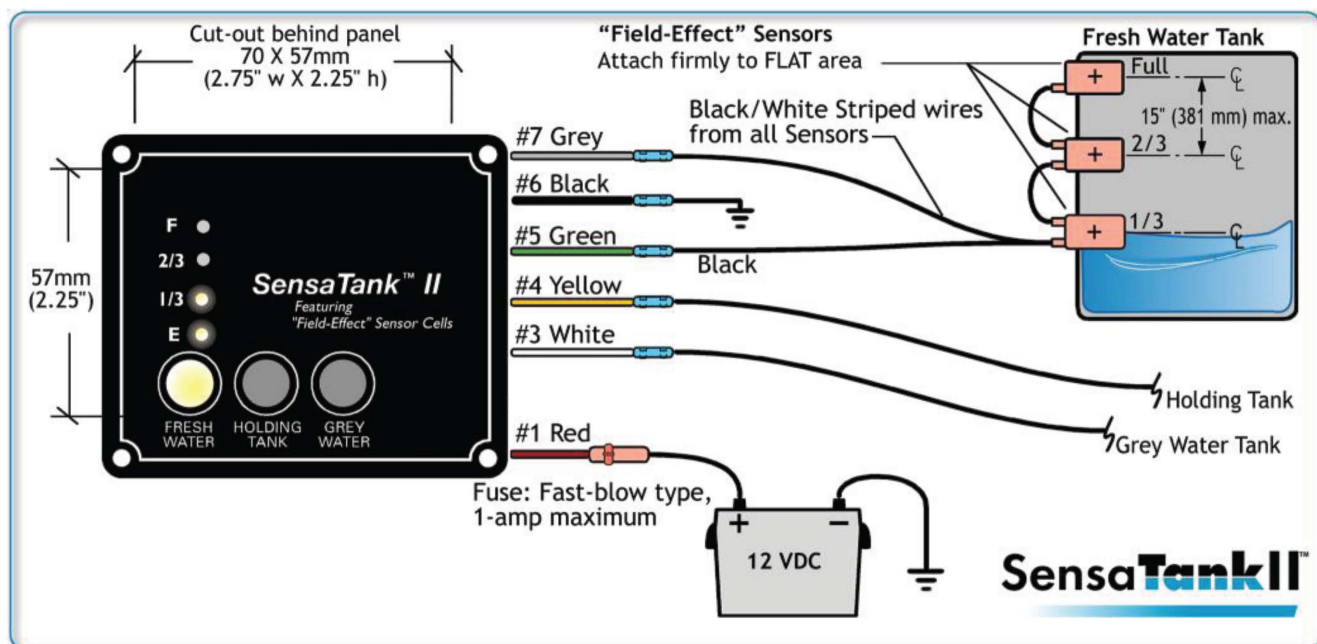 Cut-out behind panel
70 X 57mm
(2.75" w X 2.25" h)
"Field-Effect" Sensors
Attach firmly to FLAT area
Fresh Water Tank
Full
℄
15" (381 mm) max.
2/3
℄
1/3
℄
+
+
+
Black/White Striped wires
from all Sensors
#7 Grey
#6 Black
#5 Green
Black
#4 Yellow
#3 White
#1 Red
57mm
(2.25")
F
2/3
1/3
E
SensaTank™ II
Featuring
"Field-Effect" Sensor Cells
FRESH
WATER
HOLDING
TANK
GREY
WATER
Holding Tank
Grey Water Tank
Fuse: Fast-blow type,
1-amp maximum
+ −
12 VDC
SensaTankII™